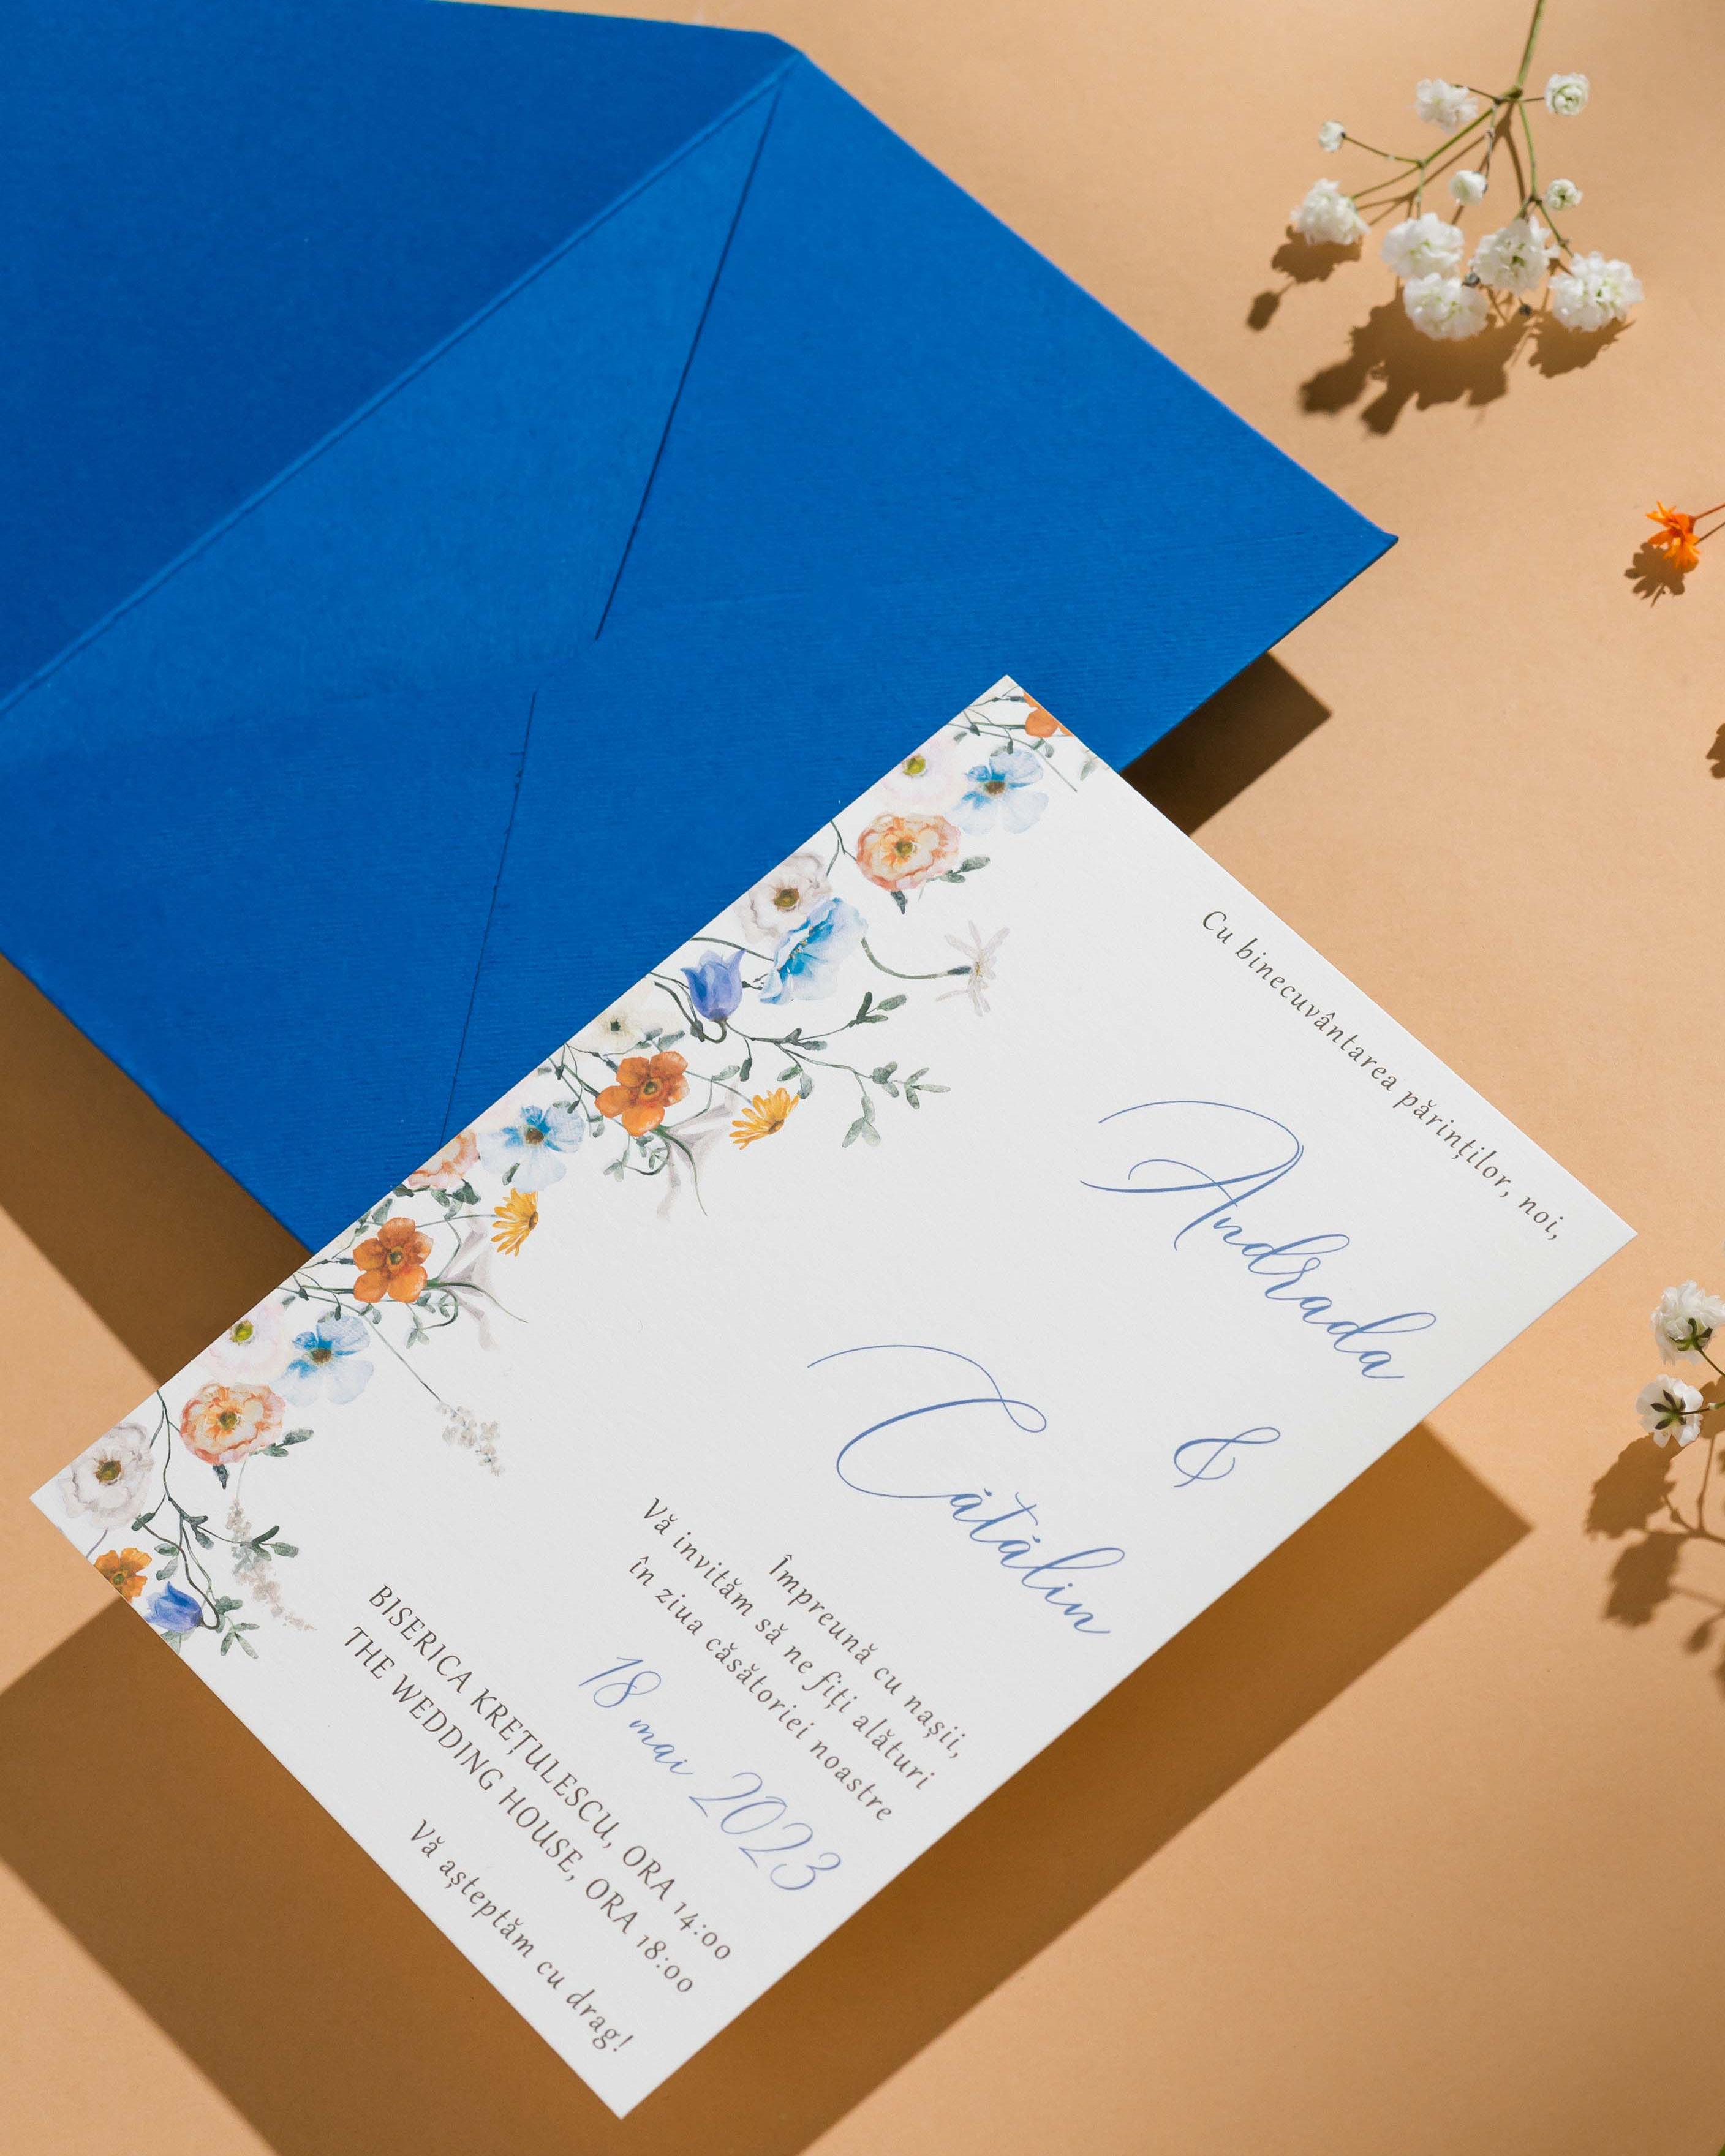 Cu binecuvântarea părinților, noi,
Andrada
&
Cătălin
Împreună cu nașii,
Vă invităm să ne fiți alături
în ziua căsătoriei noastre
18 mai 2023
BISERICA KREȚULESCU, ORA 14:00
THE WEDDING HOUSE, ORA 18:00
Vă așteptăm cu drag!